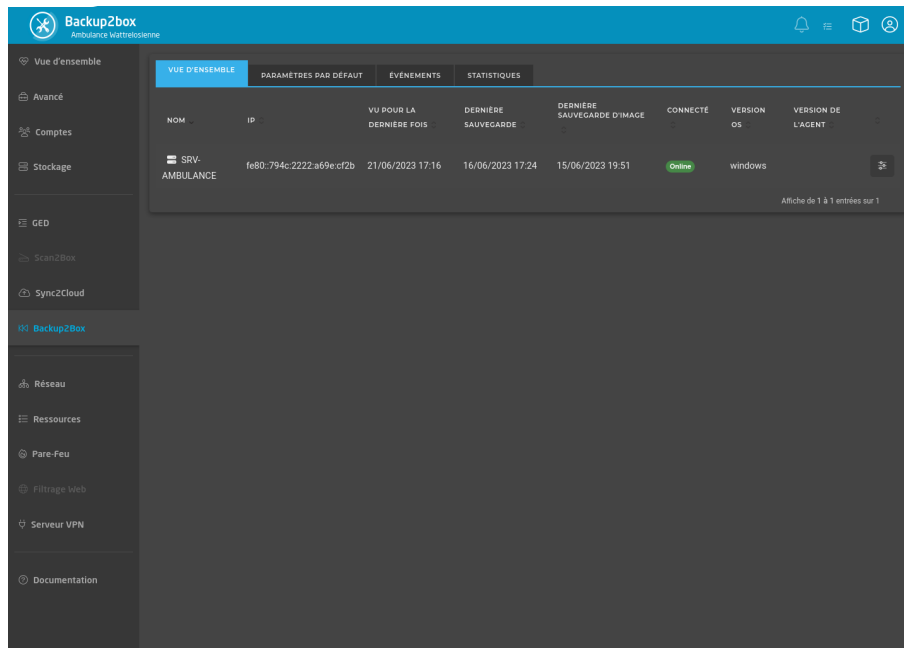 Backup2box
Ambulance Wattrelosienne
Vue d'ensemble
Avancé
Comptes
Stockage
GED
Scan2Box
Sync2Cloud
Backup2Box
Réseau
Ressources
Pare-Feu
Filtrage Web
Serveur VPN
Documentation
VUE D'ENSEMBLE PARAMÈTRES PAR DÉFAUT ÉVÉNEMENTS STATISTIQUES
NOM IP VU POUR LA DERNIÈRE FOIS DERNIÈRE SAUVEGARDE DERNIÈRE SAUVEGARDE D'IMAGE CONNECTÉ VERSION OS VERSION DE L'AGENT
SRV-AMBULANCE fe80::794c:2222:a69e:cf2b 21/06/2023 17:16 16/06/2023 17:24 15/06/2023 19:51 Online windows
Affiche de 1 à 1 entrées sur 1